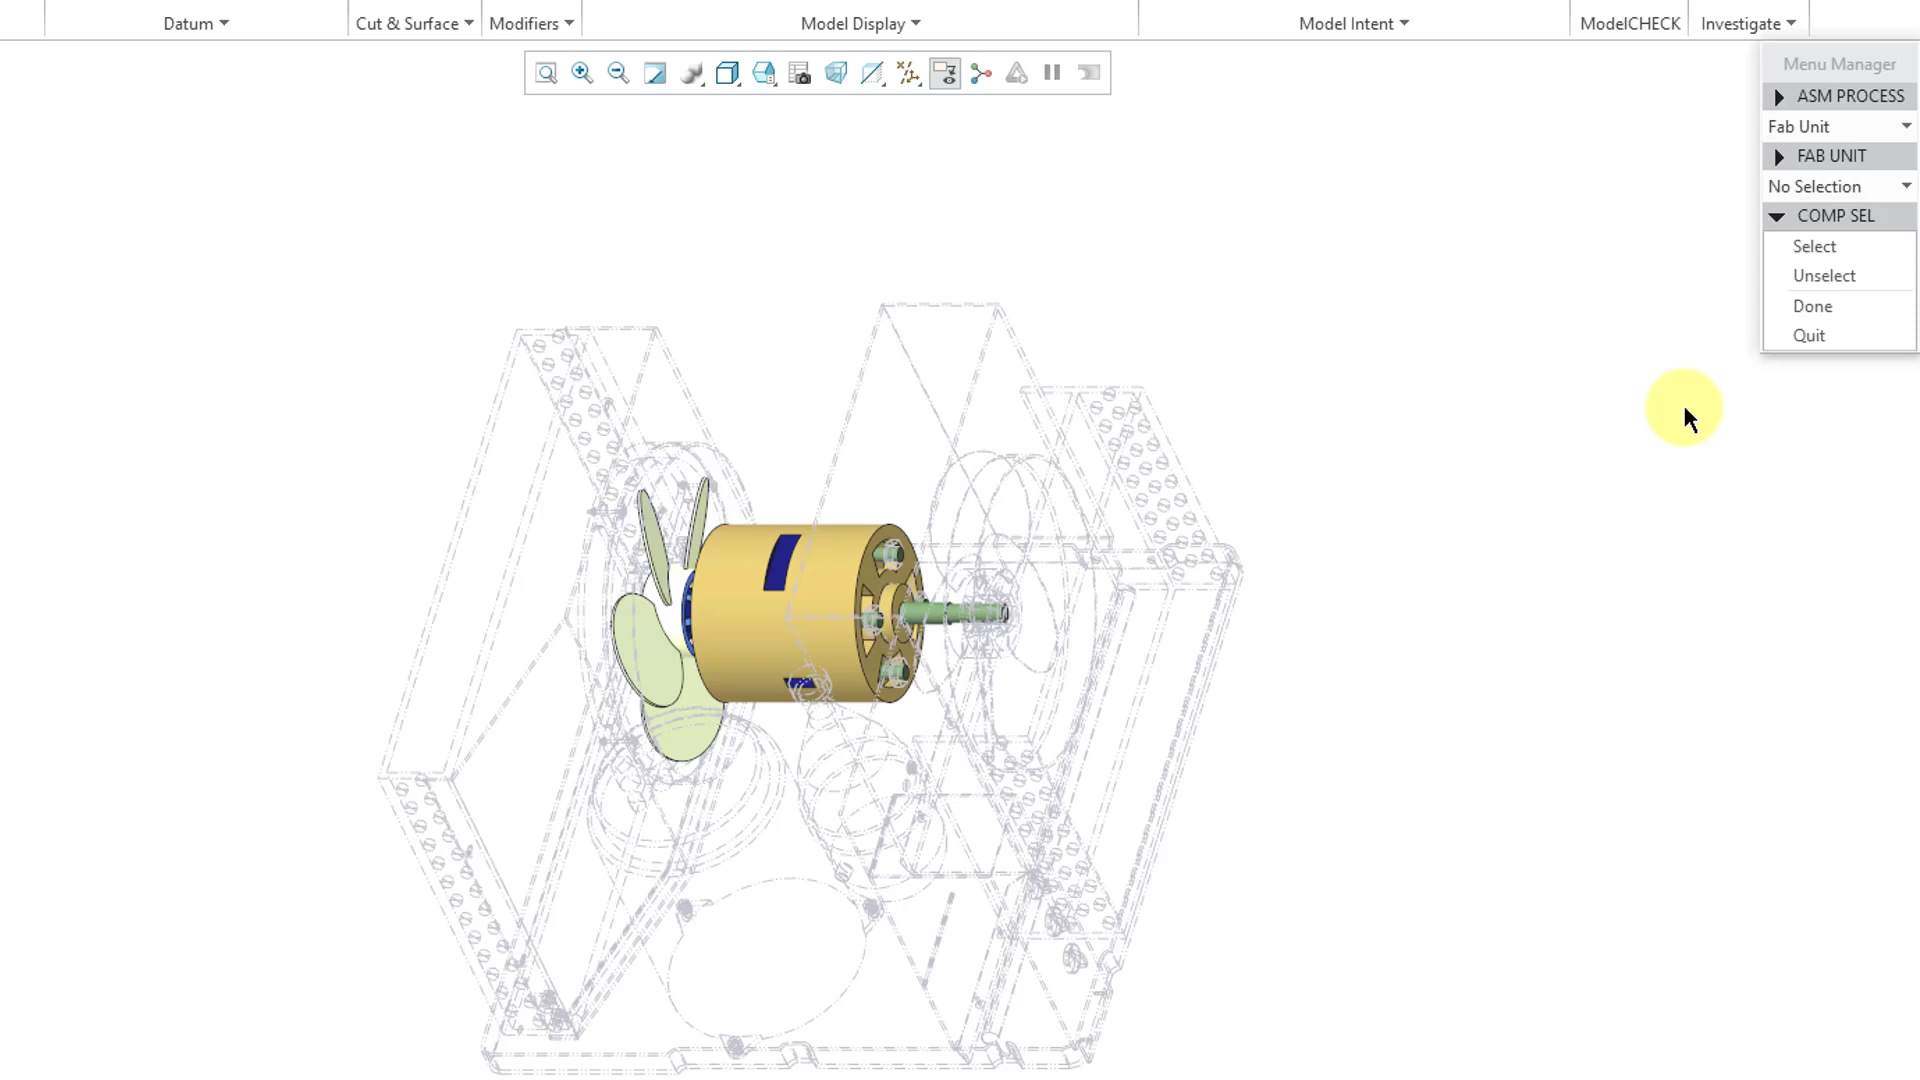 Datum
Cut & Surface
Modifiers
Model Display
Model Intent
ModelCHECK
Investigate
Menu Manager
ASM PROCESS
Fab Unit
FAB UNIT
No Selection
COMP SEL
Select
Unselect
Done
Quit